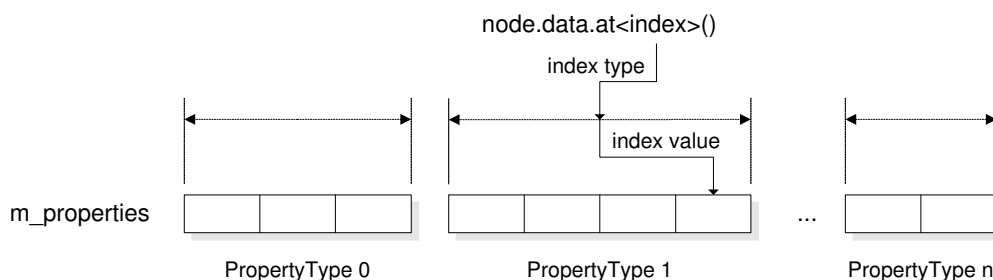 node.data.at<index>()
index type
index value
m_properties
...
PropertyType 0
PropertyType 1
PropertyType n